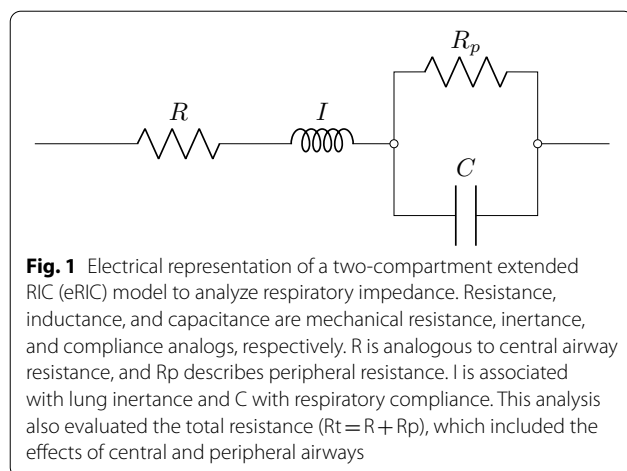 R_p
R
I
C
Fig. 1 Electrical representation of a two-compartment extended
RIC (eRIC) model to analyze respiratory impedance. Resistance,
inductance, and capacitance are mechanical resistance, inertance,
and compliance analogs, respectively. R is analogous to central airway
resistance, and Rp describes peripheral resistance. I is associated
with lung inertance and C with respiratory compliance. This analysis
also evaluated the total resistance (Rt = R + Rp), which included the
effects of central and peripheral airways